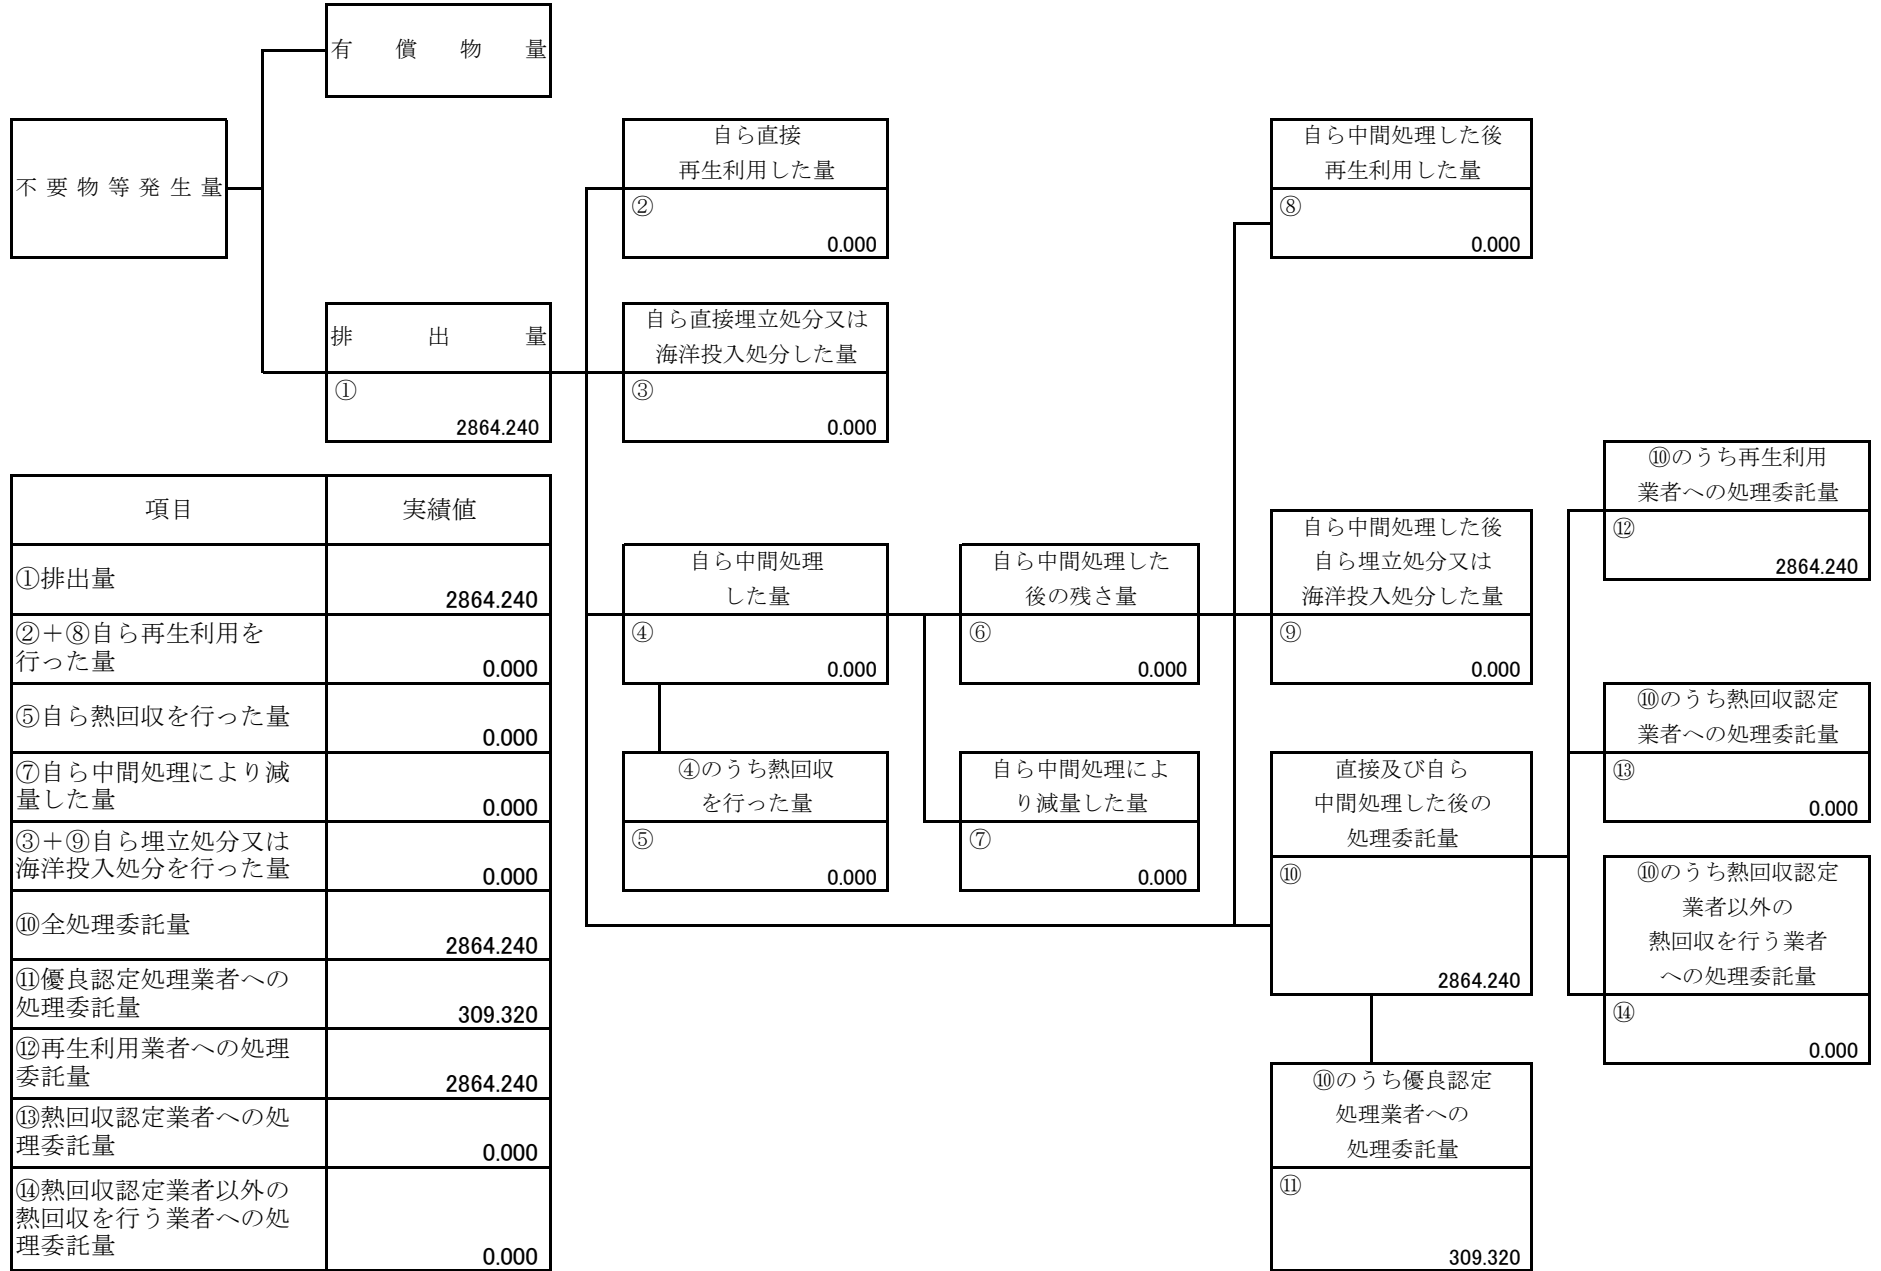 有償物量
不要物等発生量
排出量
①
2864.240
自ら直接
再生利用した量
②
0.000
自ら直接埋立処分又は
海洋投入処分した量
③
0.000
自ら中間処理
した量
④
0.000
④のうち熱回収
を行った量
⑤
0.000
自ら中間処理した
後の残さ量
⑥
0.000
自ら中間処理によ
り減量した量
⑦
0.000
自ら中間処理した後
再生利用した量
⑧
0.000
自ら中間処理した後
自ら埋立処分又は
海洋投入処分した量
⑨
0.000
直接及び自ら
中間処理した後の
処理委託量
⑩
2864.240
⑩のうち優良認定
処理業者への
処理委託量
⑪
309.320
⑩のうち再生利用
業者への処理委託量
⑫
2864.240
⑩のうち熱回収認定
業者への処理委託量
⑬
0.000
⑩のうち熱回収認定
業者以外の
熱回収を行う業者
への処理委託量
⑭
0.000
項目 実績値
①排出量
2864.240
②＋⑧自ら再生利用を
行った量
0.000
⑤自ら熱回収を行った量
0.000
⑦自ら中間処理により減
量した量
0.000
③＋⑨自ら埋立処分又は
海洋投入処分を行った量
0.000
⑩全処理委託量
2864.240
⑪優良認定処理業者への
処理委託量
309.320
⑫再生利用業者への処理
委託量
2864.240
⑬熱回収認定業者への処
理委託量
0.000
⑭熱回収認定業者以外の
熱回収を行う業者への処
理委託量
0.000